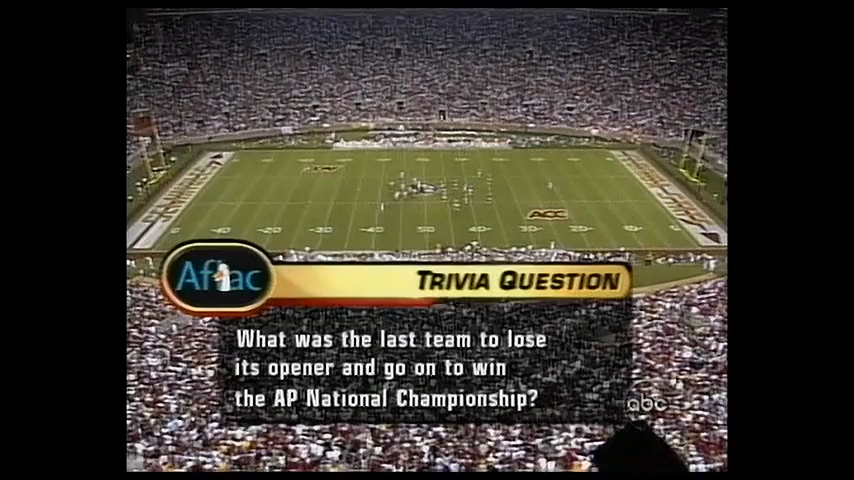 ACC
Aflac
Trivia Question
What was the last team to lose
its opener and go on to win
the AP National Championship?
abc